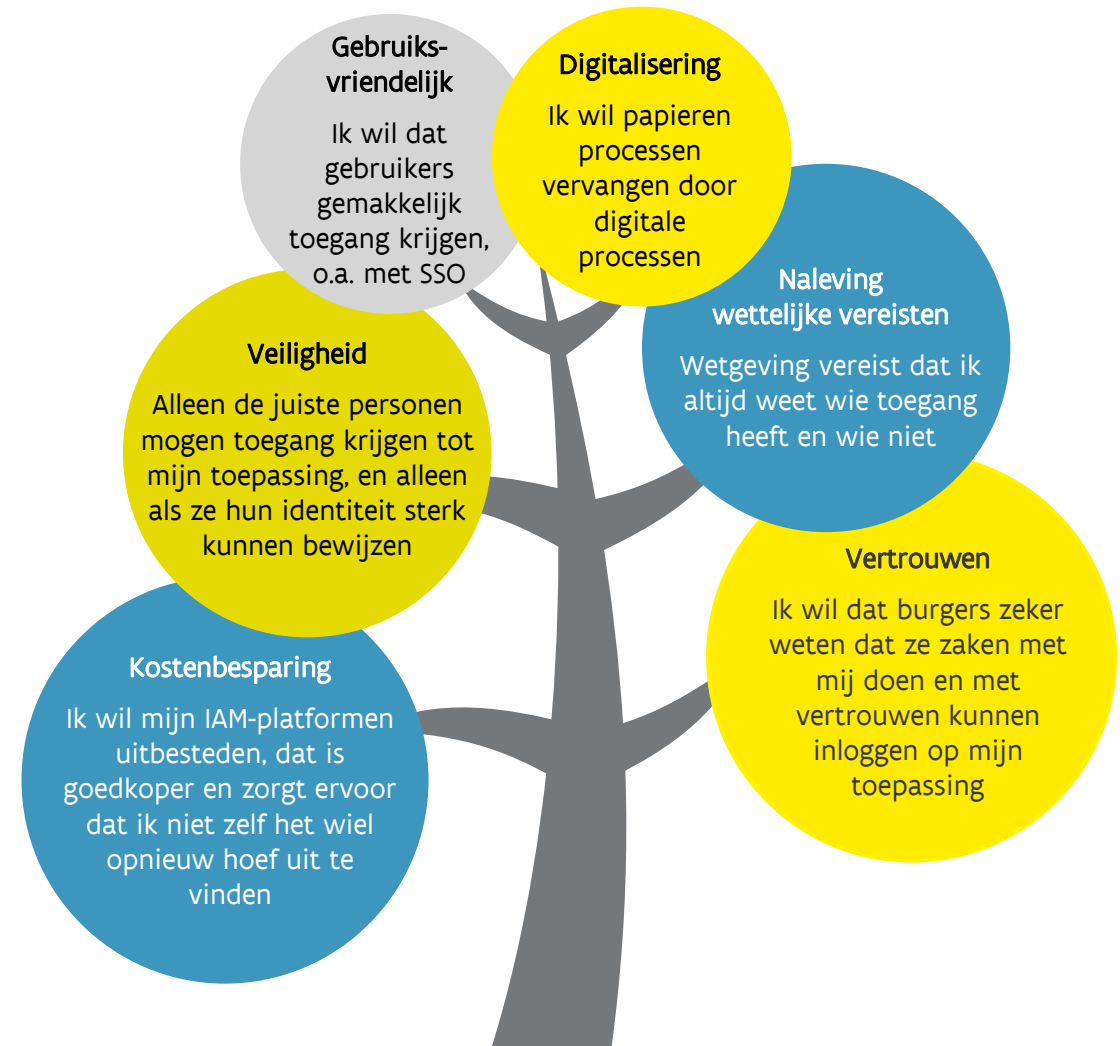 Gebruiks-
vriendelijk
Ik wil dat
gebruikers
gemakkelijk
toegang krijgen,
o.a. met SSO
Digitalisering
Ik wil papieren
processen
vervangen door
digitale
processen
Naleving
wettelijke vereisten
Wetgeving vereist dat ik
altijd weet wie toegang
heeft en wie niet
Veiligheid
Alleen de juiste personen
mogen toegang krijgen tot
mijn toepassing, en alleen
als ze hun identiteit sterk
kunnen bewijzen
Vertrouwen
Ik wil dat burgers zeker
weten dat ze zaken met
mij doen en met
vertrouwen kunnen
inloggen op mijn
toepassing
Kostenbesparing
Ik wil mijn IAM-platformen
uitbesteden, dat is
goedkoper en zorgt ervoor
dat ik niet zelf het wiel
opnieuw hoef uit te
vinden